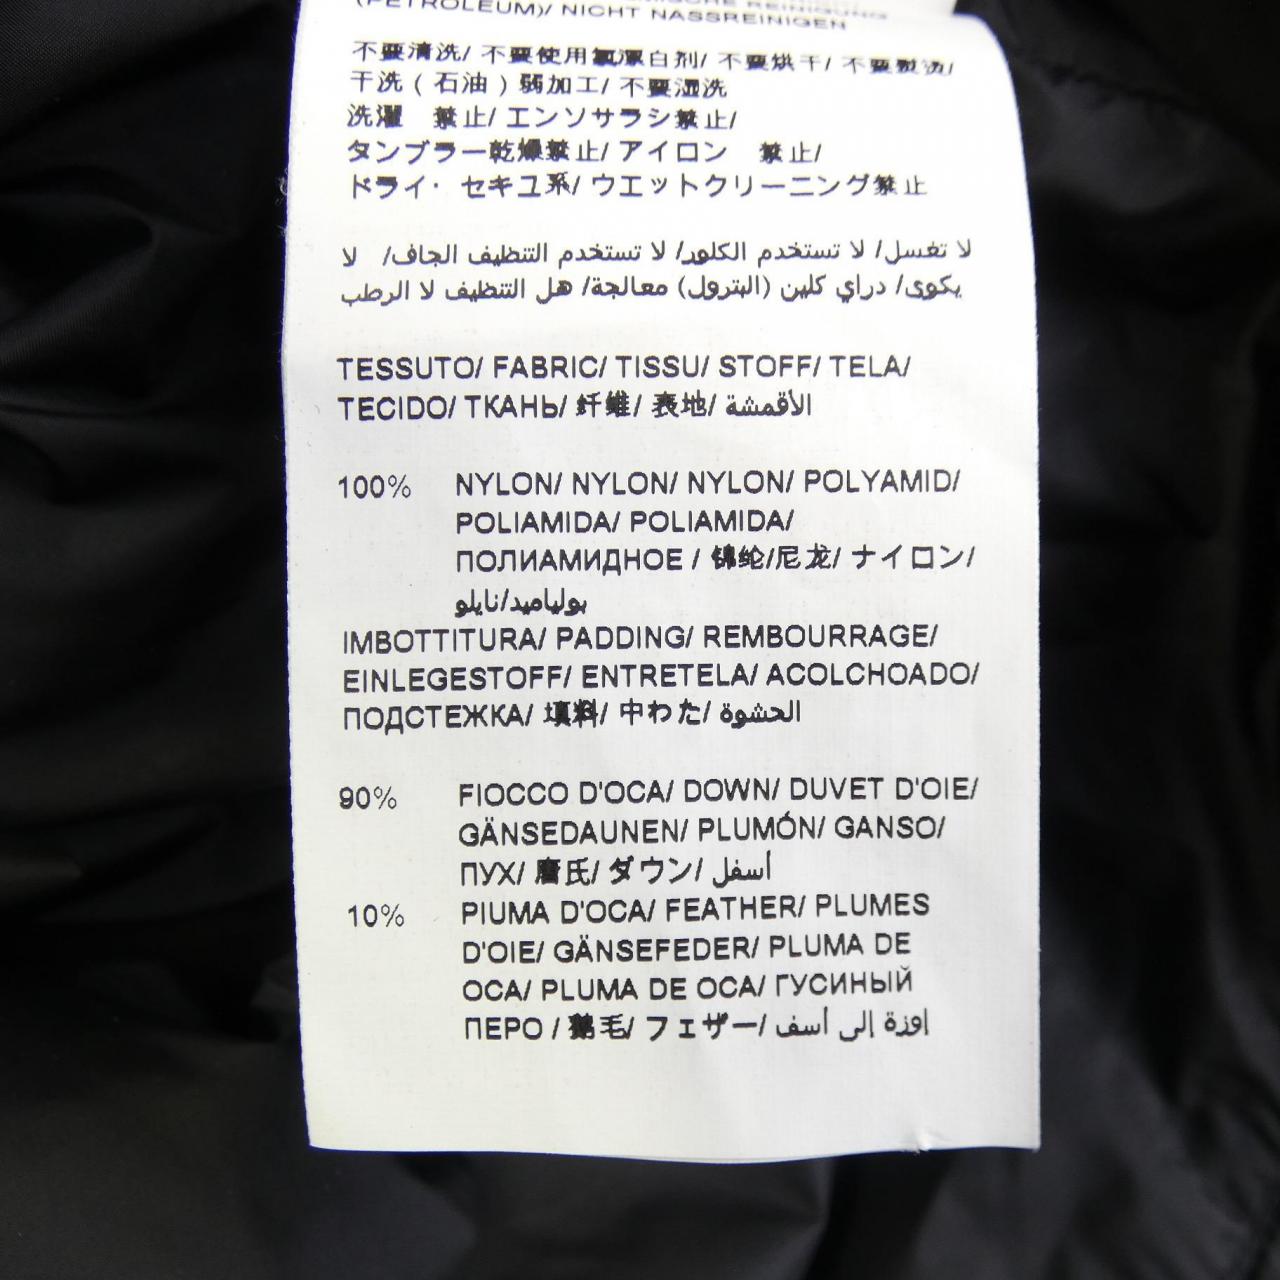 (PETROLEUM)/ NICHT NASSREINIGEN
不要清洗/ 不要使用氯漂白剂/ 不要烘干/ 不要熨烫/
干洗 ( 石油 ) 弱加工/ 不要湿洗
洗濯 禁止/ エンソサラシ禁止/
タンブラー乾燥禁止/ アイロン 禁止/
ドライ· セキユ系/ ウエットクリーニング禁止
لا تغسل/ لا تستخدم الكلور/ لا تستخدم التنظيف الجاف/ لا
يكوى/ دراي كلين (البترول) معالجة/ هل التنظيف لا الرطب
TESSUTO/ FABRIC/ TISSU/ STOFF/ TELA/
TECIDO/ ТКАНЬ/ 纤维/ 表地/ الأقمشة
100% NYLON/ NYLON/ NYLON/ POLYAMID/
POLIAMIDA/ POLIAMIDA/
ПОЛИАМИДНОЕ / 锦纶/尼龙/ ナイロン/
بولياميد/نايلو
IMBOTTITURA/ PADDING/ REMBOURRAGE/
EINLEGESTOFF/ ENTRETELA/ ACOLCHOADO/
ПОДСТЕЖКА/ 填料/ 中わた/ الحشوة
90% FIOCCO D'OCA/ DOWN/ DUVET D'OIE/
GÄNSEDAUNEN/ PLUMÓN/ GANSO/
ПУХ/ 唐氏/ ダウン/ أسفل
10% PIUMA D'OCA/ FEATHER/ PLUMES
D'OIE/ GÄNSEFEDER/ PLUMA DE
OCA/ PLUMA DE OCA/ ГУСИНЫЙ
ПЕРО / 鹅毛/ フェザー/ اوزة إلى أسف